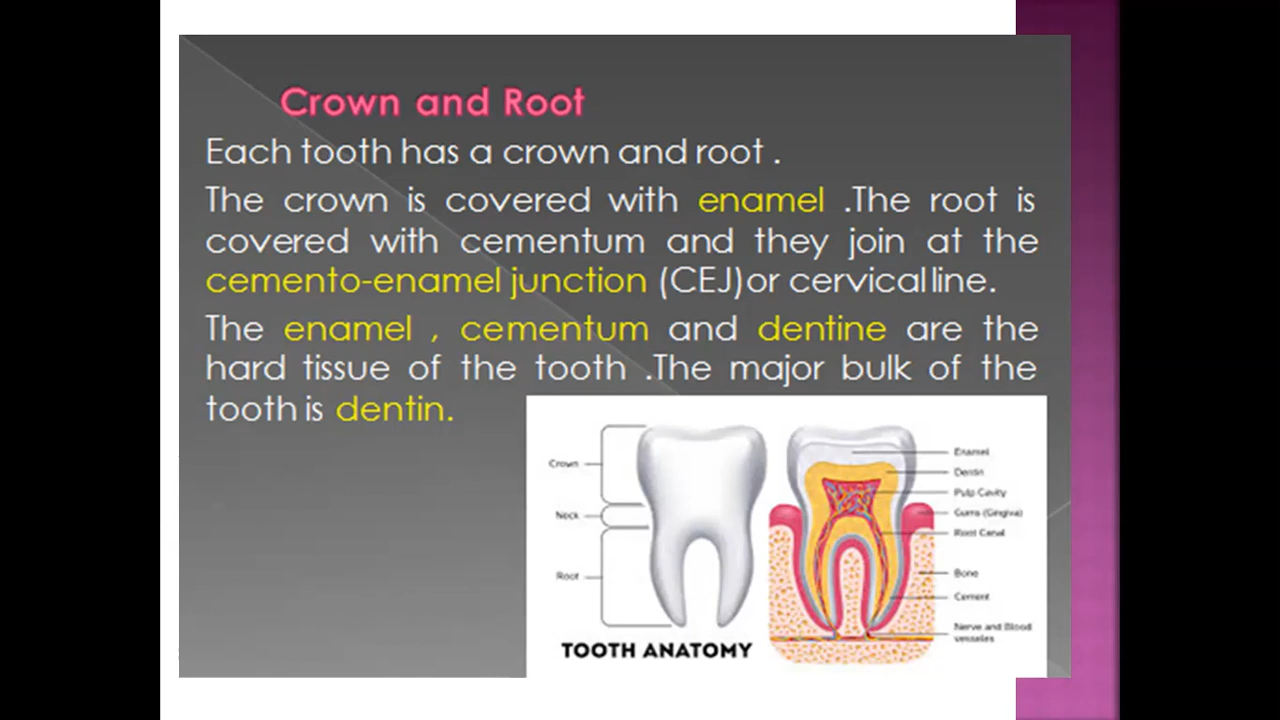 Crown and Root
Each tooth has a crown and root .
The crown is covered with enamel .The root is
covered with cementum and they join at the
cemento-enamel junction (CEJ)or cervical line.
The enamel , cementum and dentine are the
hard tissue of the tooth .The major bulk of the
tooth is dentin.
Crown
Neck
Root
TOOTH ANATOMY
Enamel
Dentin
Pulp Cavity
Gums (Gingiva)
Root Canal
Bone
Cement
Nerve and Blood
vesseles